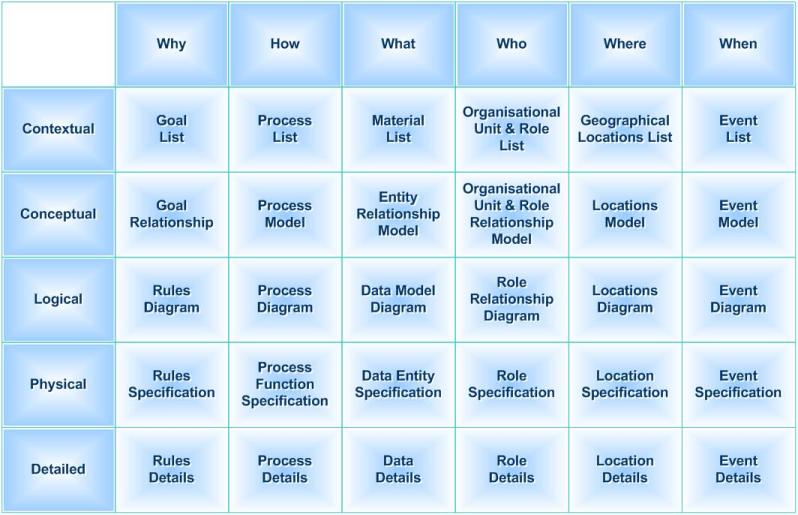 Why How What Who Where When
Contextual
Goal
List
Process
List
Material
List
Organisational
Unit & Role
List
Geographical
Locations List
Event
List
Conceptual
Goal
Relationship
Process
Model
Entity
Relationship
Model
Organisational
Unit & Role
Relationship
Model
Locations
Model
Event
Model
Logical
Rules
Diagram
Process
Diagram
Data Model
Diagram
Role
Relationship
Diagram
Locations
Diagram
Event
Diagram
Physical
Rules
Specification
Process
Function
Specification
Data Entity
Specification
Role
Specification
Location
Specification
Event
Specification
Detailed
Rules
Details
Process
Details
Data
Details
Role
Details
Location
Details
Event
Details